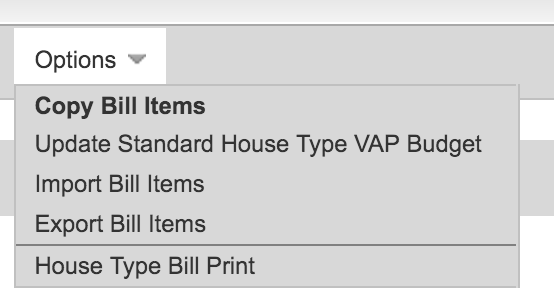 Options
Copy Bill Items
Update Standard House Type VAP Budget
Import Bill Items
Export Bill Items
House Type Bill Print